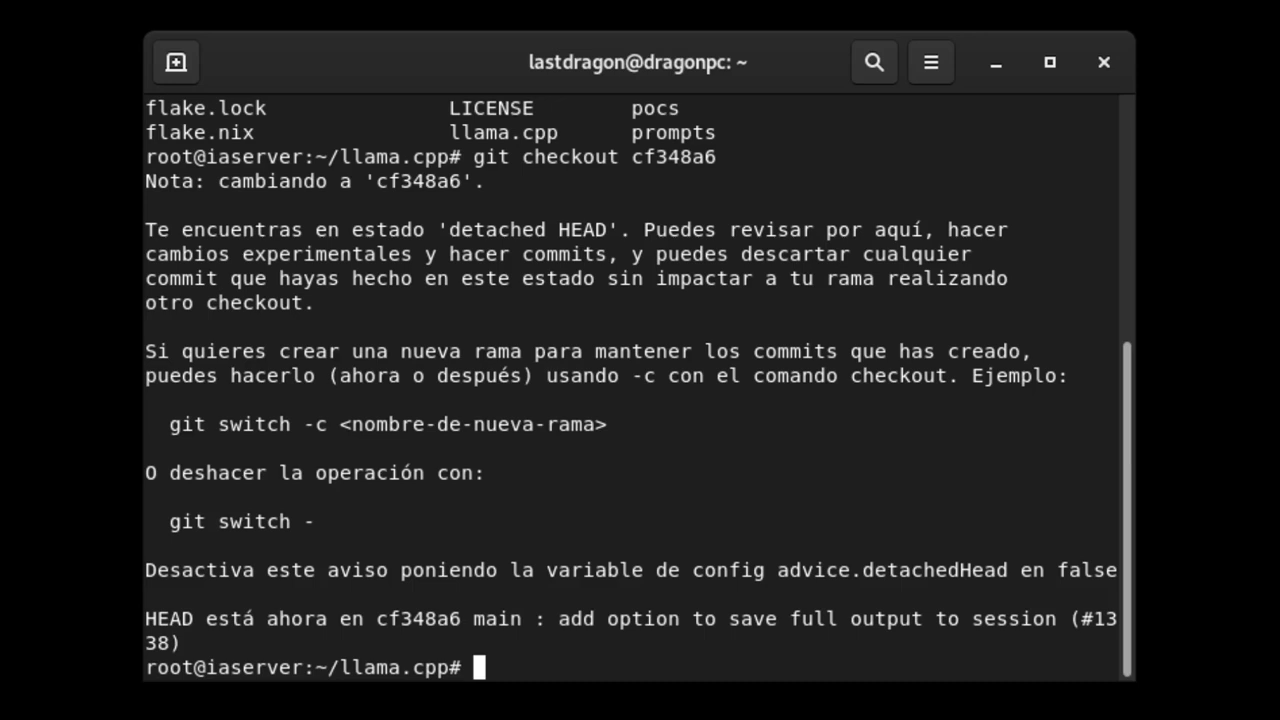 lastdragon@dragonpc: ~
flake.lock LICENSE pocs
flake.nix llama.cpp prompts
root@iaserver:~/llama.cpp# git checkout cf348a6
Nota: cambiando a 'cf348a6'.
Te encuentras en estado 'detached HEAD'. Puedes revisar por aquí, hacer
cambios experimentales y hacer commits, y puedes descartar cualquier
commit que hayas hecho en este estado sin impactar a tu rama realizando
otro checkout.
Si quieres crear una nueva rama para mantener los commits que has creado,
puedes hacerlo (ahora o después) usando -c con el comando checkout. Ejemplo:
git switch -c <nombre-de-nueva-rama>
O deshacer la operación con:
git switch -
Desactiva este aviso poniendo la variable de config advice.detachedHead en false
HEAD está ahora en cf348a6 main : add option to save full output to session (#13
38)
root@iaserver:~/llama.cpp#